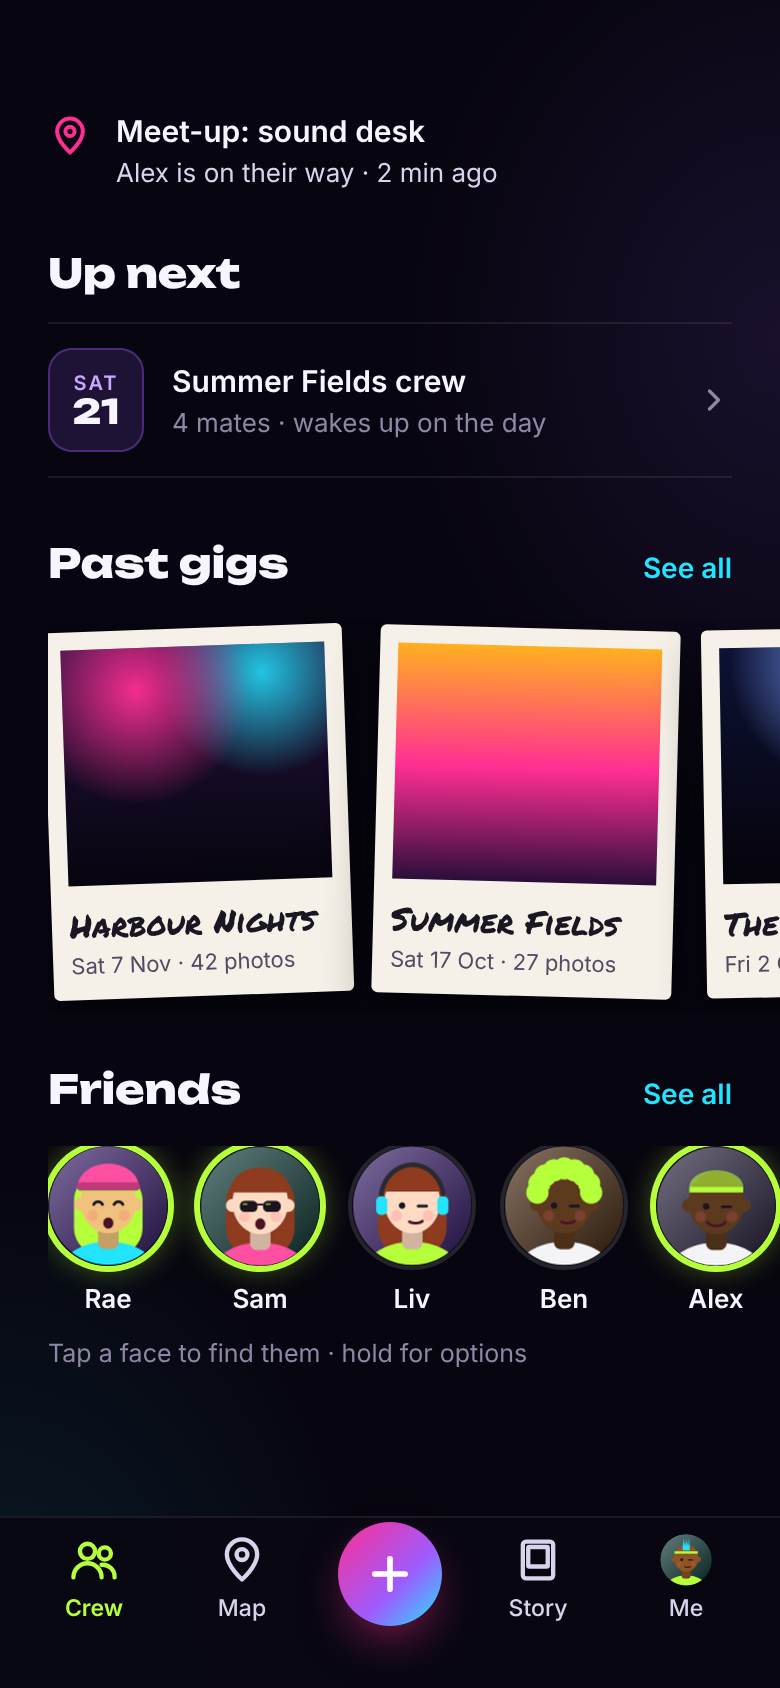 Meet-up: sound desk
Alex is on their way · 2 min ago
Up next
SAT
21
Summer Fields crew
4 mates · wakes up on the day
Past gigs
See all
Harbour Nights
Sat 7 Nov · 42 photos
Summer Fields
Sat 17 Oct · 27 photos
The
Fri 2
Friends
See all
Rae
Sam
Liv
Ben
Alex
Tap a face to find them · hold for options
Crew
Map
Story
Me